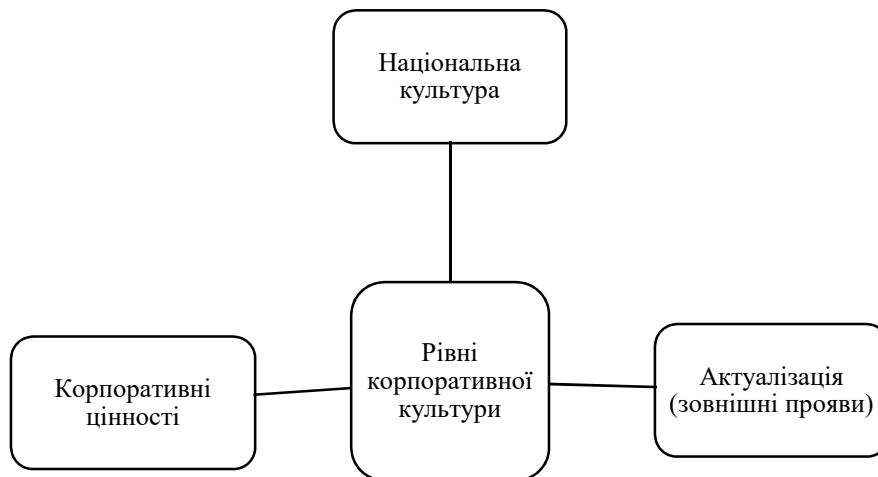 Національна
культура
Корпоративні
цінності
Рівні
корпоративної
культури
Актуалізація
(зовнішні прояви)